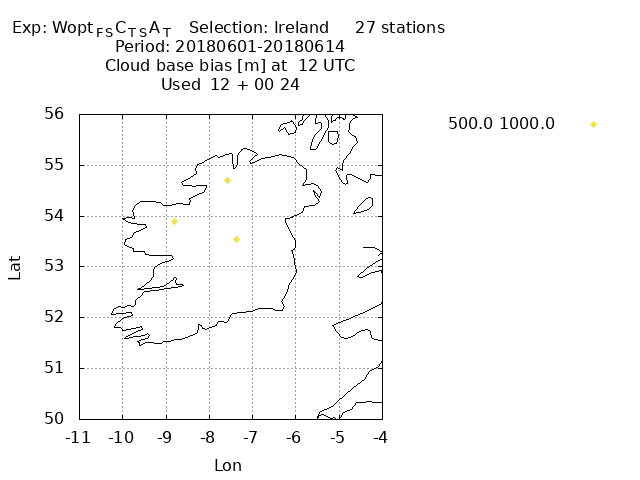 Exp: Wopt FS C TS A T Selection: Ireland 27 stations
Period: 20180601-20180614
Cloud base bias [m] at 12 UTC
Used 12 + 00 24
500.0 1000.0
56
55
54
53
52
51
50
Lat
-11 -10 -9 -8 -7 -6 -5 -4
Lon